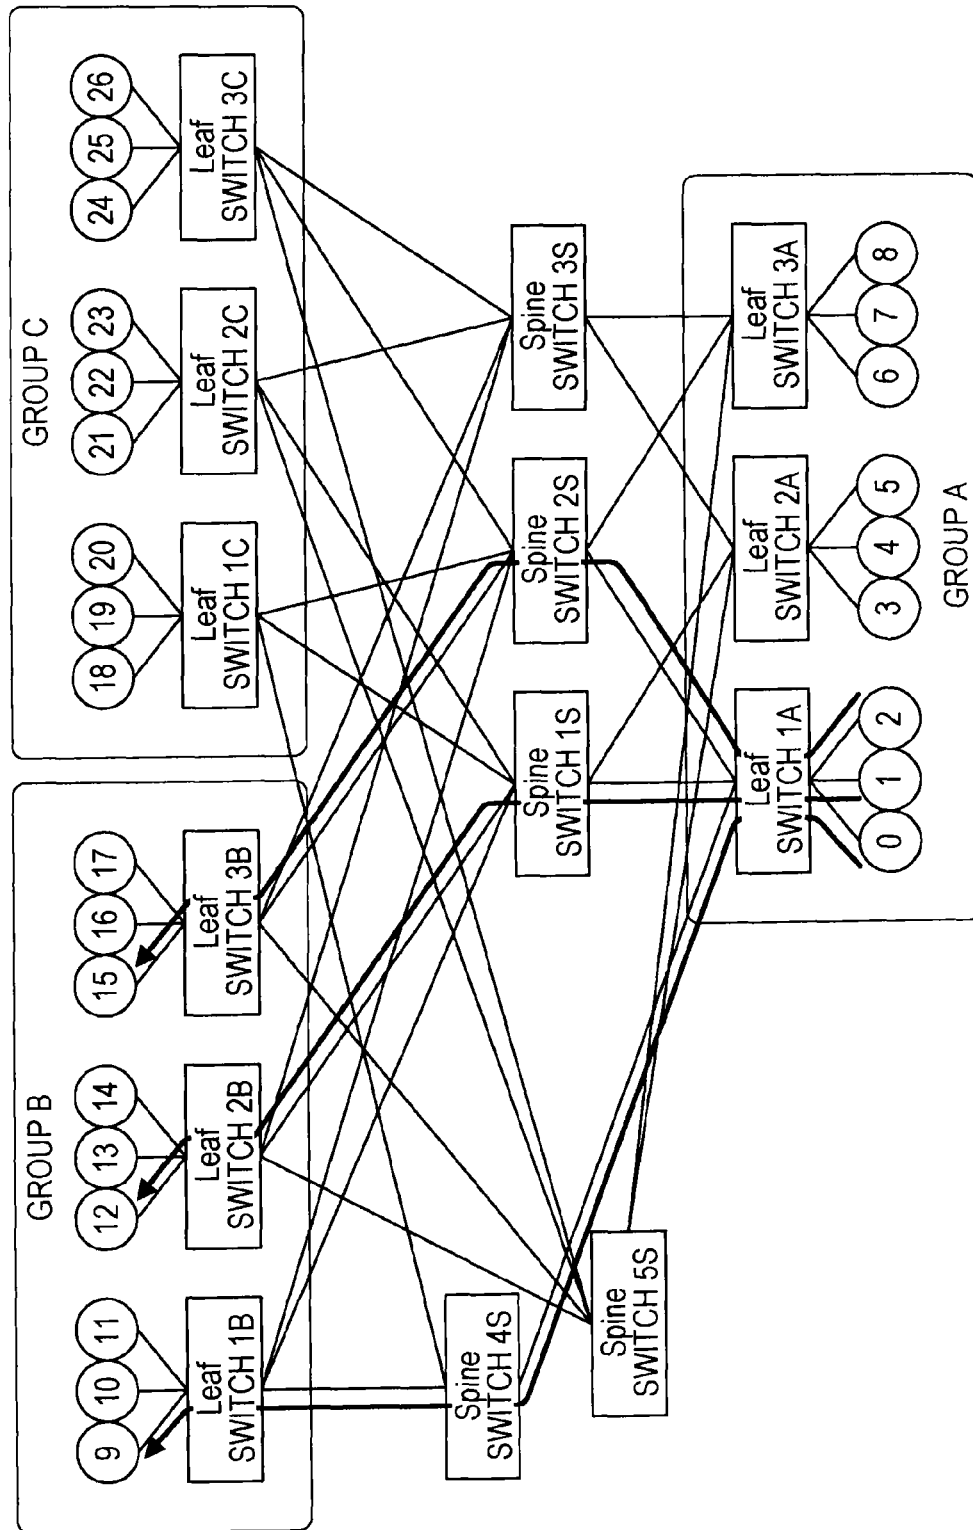 GROUP B
GROUP C
9
10
11
12
13
14
15
16
17
18
19
20
21
22
23
24
25
26
Leaf
SWITCH 1B
Leaf
SWITCH 2B
Leaf
SWITCH 3B
Leaf
SWITCH 1C
Leaf
SWITCH 2C
Leaf
SWITCH 3C
Spine
SWITCH 4S
Spine
SWITCH 1S
Spine
SWITCH 2S
Spine
SWITCH 3S
Spine
SWITCH 5S
Leaf
SWITCH 1A
Leaf
SWITCH 2A
Leaf
SWITCH 3A
0
1
2
3
4
5
6
7
8
GROUP A